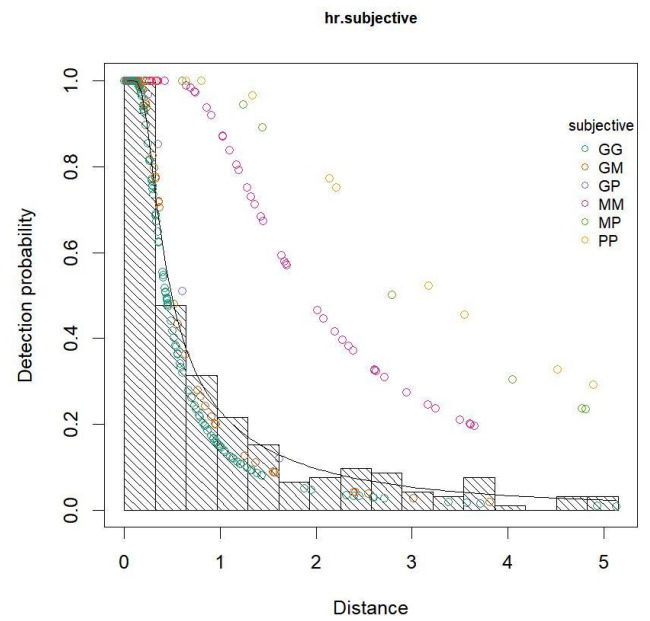 hr.subjective
1.0
0.8
0.6
0.4
0.2
0.0
Detection probability
subjective
GG
GM
GP
MM
MP
PP
0 1 2 3 4 5
Distance